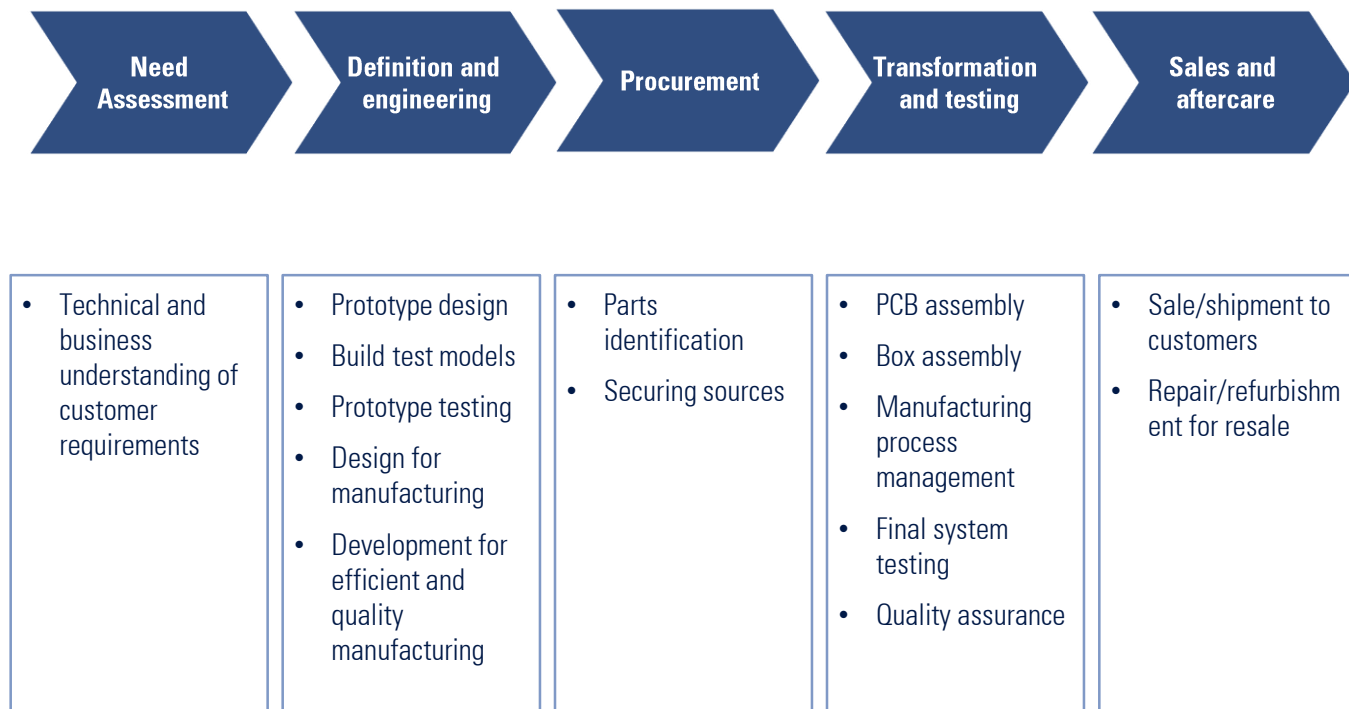 Need
Assessment
Definition and
engineering
Procurement
Transformation
and testing
Sales and
aftercare
• Technical and
business
understanding of
customer
requirements
• Prototype design
• Build test models
• Prototype testing
• Design for
manufacturing
• Development for
efficient and
quality
manufacturing
• Parts
identification
• Securing sources
• PCB assembly
• Box assembly
• Manufacturing
process
management
• Final system
testing
• Quality assurance
• Sale/shipment to
customers
• Repair/refurbishm
ent for resale